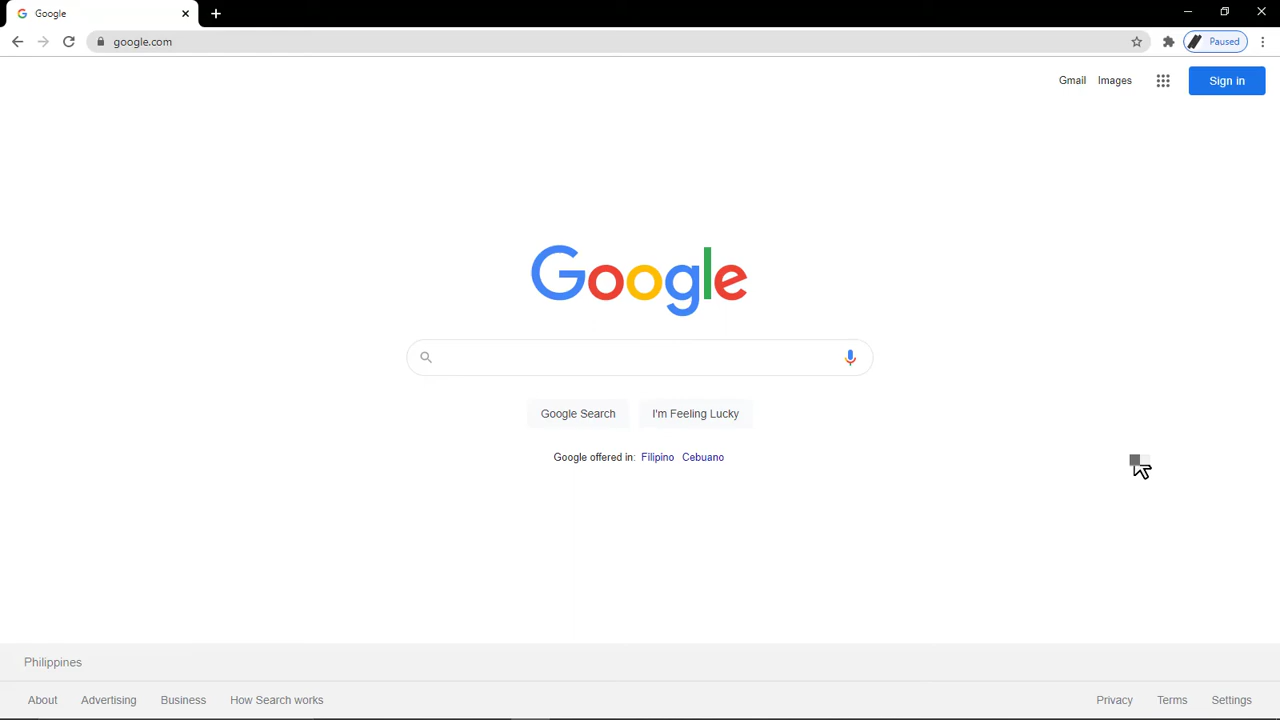 Google
google.com
Paused
Gmail Images
Sign in
Google
Google Search I'm Feeling Lucky
Google offered in: Filipino Cebuano
Philippines
About Advertising Business How Search works
Privacy Terms Settings